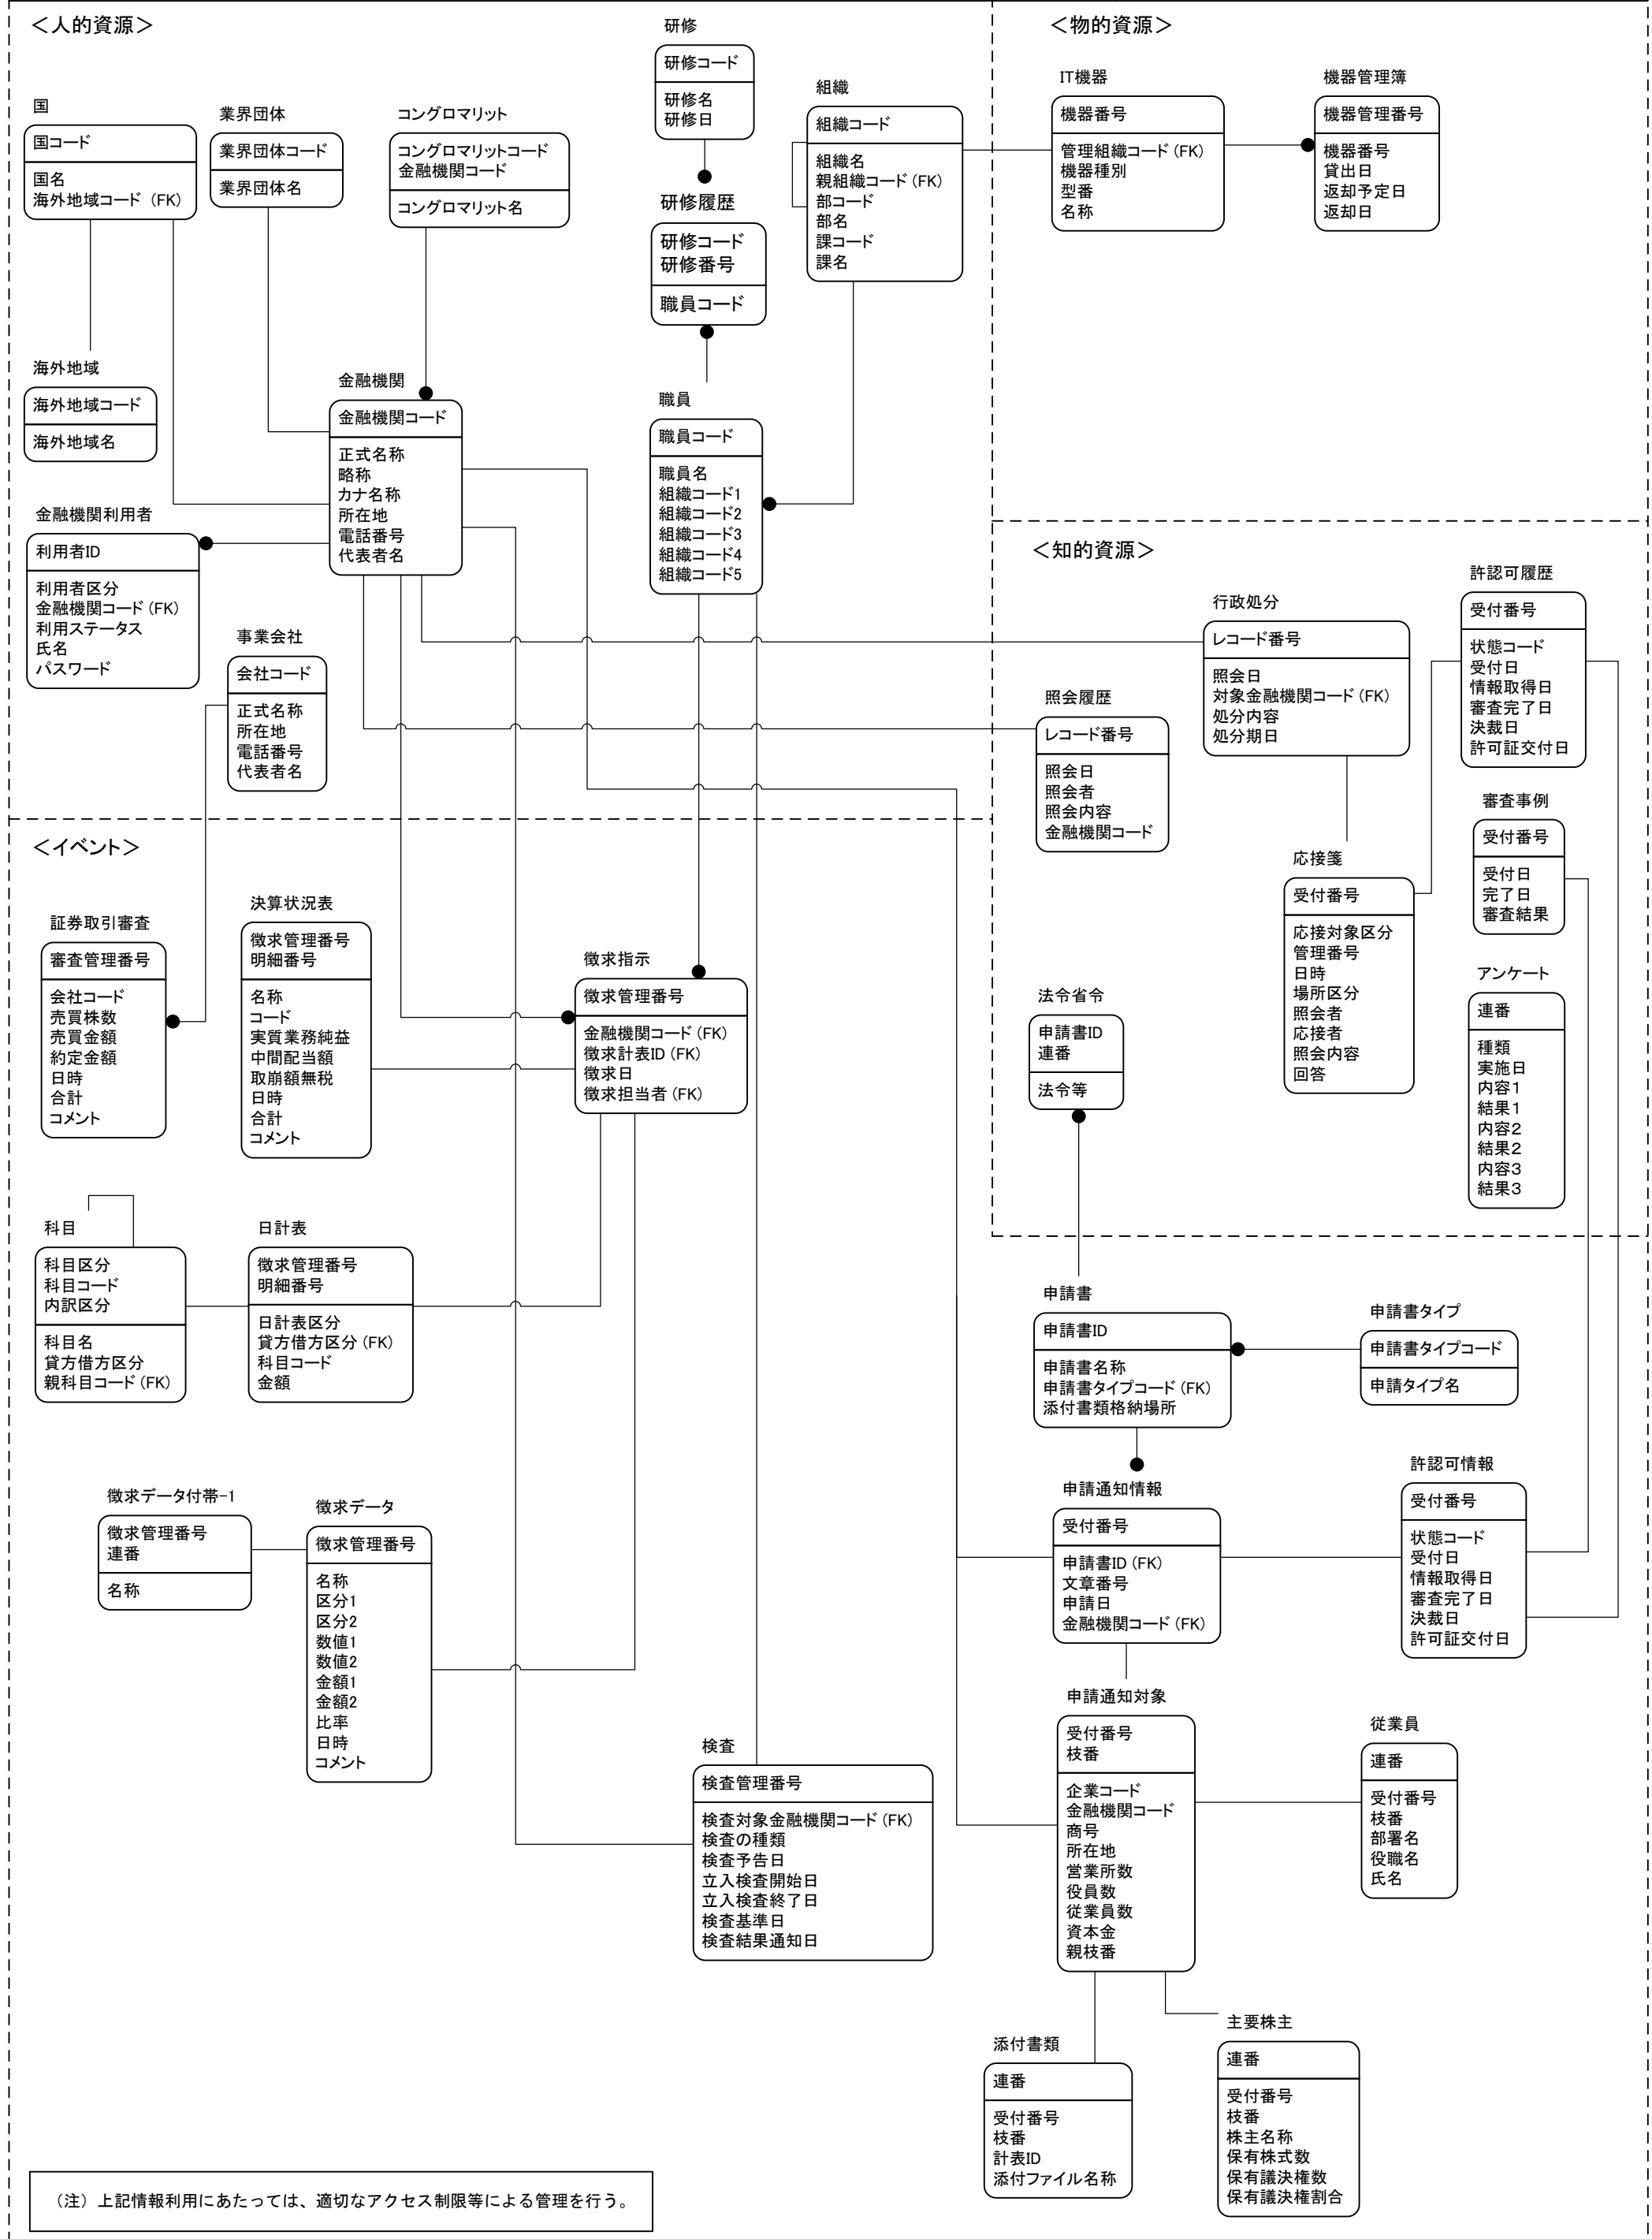 ＜人的資源＞
国
国コード
国名
海外地域コード (FK)
業界団体
業界団体コード
業界団体名
コングロマリット
コングロマリットコード
金融機関コード
コングロマリット名
研修
研修コード
研修名
研修日
研修履歴
研修コード
研修番号
職員コード
組織
組織コード
組織名
親組織コード(FK)
部コード
部名
課コード
課名
海外地域
海外地域コード
海外地域名
金融機関
金融機関コード
正式名称
略称
カナ名称
所在地
電話番号
代表者名
職員
職員コード
職員名
組織コード1
組織コード2
組織コード3
組織コード4
組織コード5
金融機関利用者
利用者ID
利用者区分
金融機関コード(FK)
利用ステータス
氏名
パスワード
事業会社
会社コード
正式名称
所在地
電話番号
代表者名
＜物的資源＞
IT機器
機器番号
管理組織コード(FK)
機器種別
型番
名称
機器管理簿
機器管理番号
機器番号
貸出日
返却予定日
返却日
＜知的資源＞
行政処分
レコード番号
照会日
対象金融機関コード(FK)
処分内容
処分期日
許認可履歴
受付番号
状態コード
受付日
情報取得日
審査完了日
決裁日
許可証交付日
照会履歴
レコード番号
照会日
照会者
照会内容
金融機関コード
審査事例
受付番号
受付日
完了日
審査結果
応接箋
受付番号
応接対象区分
管理番号
日時
場所区分
照会者
応接者
照会内容
回答
アンケート
連番
種類
実施日
内容1
結果1
内容2
結果2
内容3
結果3
法令省令
申請書ID
連番
法令等
＜イベント＞
証券取引審査
審査管理番号
会社コード
売買株数
売買金額
約定金額
日時
合計
コメント
決算状況表
徴求管理番号
明細番号
名称
コード
実質業務純益
中間配当額
取崩額無税
日時
合計
コメント
徴求指示
徴求管理番号
金融機関コード(FK)
徴求計表ID(FK)
徴求日
徴求担当者(FK)
科目
科目区分
科目コード
内訳区分
科目名
貸方借方区分
親科目コード(FK)
日計表
徴求管理番号
明細番号
日計表区分
貸方借方区分(FK)
科目コード
金額
申請書
申請書ID
申請書名称
申請書タイプコード(FK)
添付書類格納場所
申請書タイプ
申請書タイプコード
申請タイプ名
徴求データ付帯-1
徴求管理番号
連番
名称
徴求データ
徴求管理番号
名称
区分1
区分2
数値1
数値2
金額1
金額2
比率
日時
コメント
申請通知情報
受付番号
申請書ID(FK)
文章番号
申請日
金融機関コード(FK)
許認可情報
受付番号
状態コード
受付日
情報取得日
審査完了日
決裁日
許可証交付日
検査
検査管理番号
検査対象金融機関コード(FK)
検査の種類
検査予告日
立入検査開始日
立入検査終了日
検査基準日
検査結果通知日
申請通知対象
受付番号
枝番
企業コード
金融機関コード
商号
所在地
営業所数
役員数
従業員数
資本金
親枝番
従業員
連番
受付番号
枝番
部署名
役職名
氏名
添付書類
連番
受付番号
枝番
計表ID
添付ファイル名称
主要株主
連番
受付番号
枝番
株主名称
保有株式数
保有議決権数
保有議決権割合
（注）上記情報利用にあたっては、適切なアクセス制限等による管理を行う。